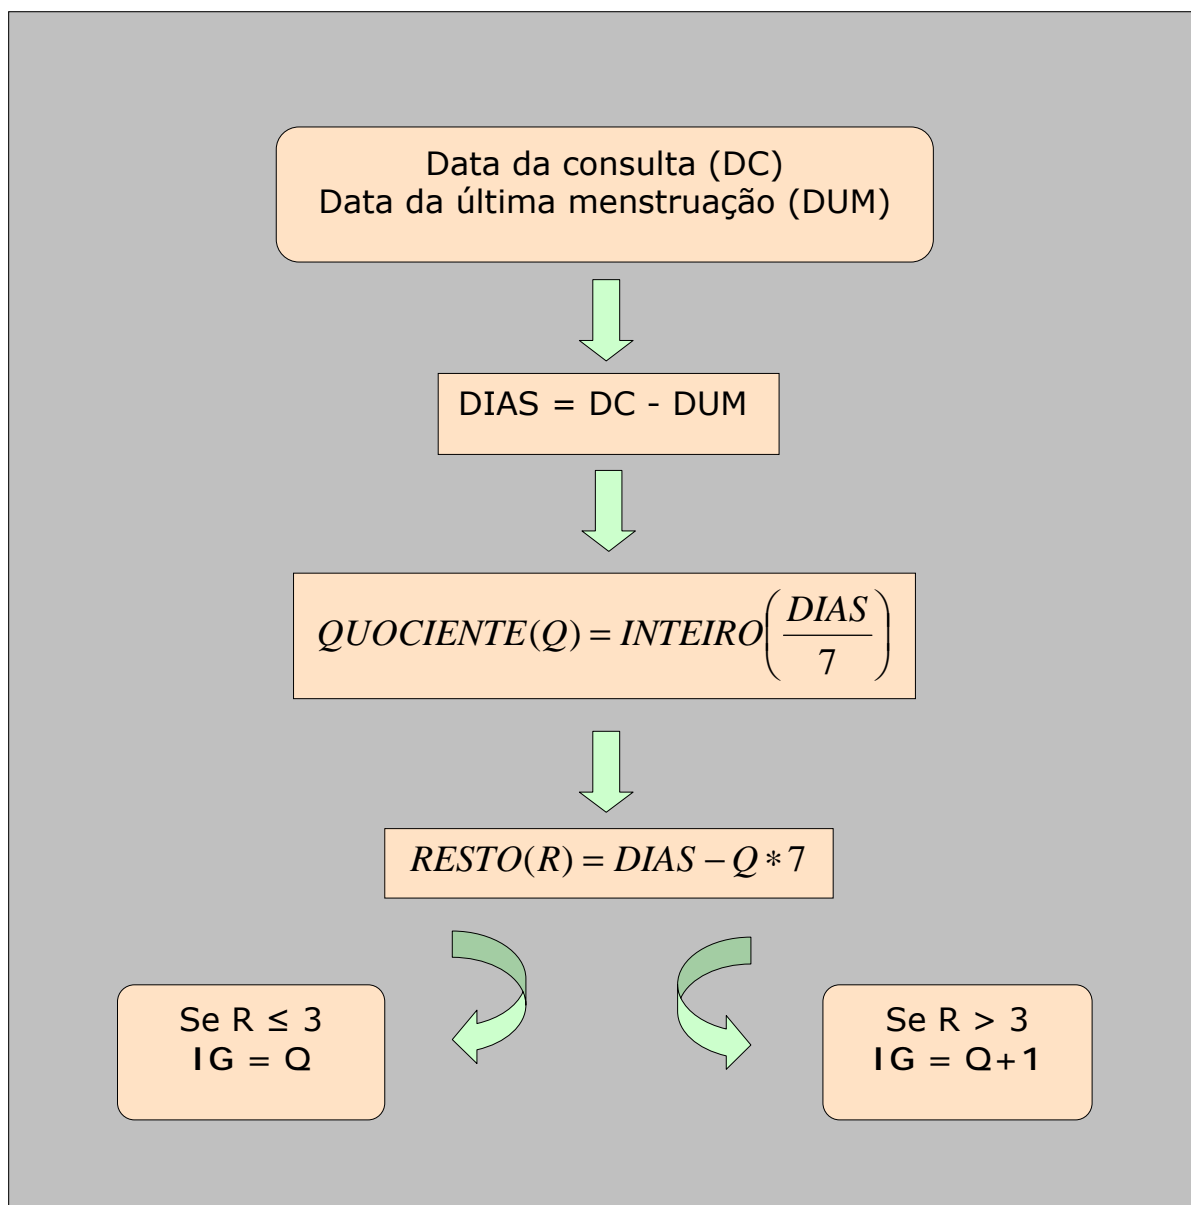 Data da consulta (DC)
Data da última menstruação (DUM)
DIAS = DC - DUM
QUOCIENTE(Q) = INTEIRO(DIAS/7)
RESTO(R) = DIAS - Q * 7
Se R ≤ 3
IG = Q
Se R > 3
IG = Q+1